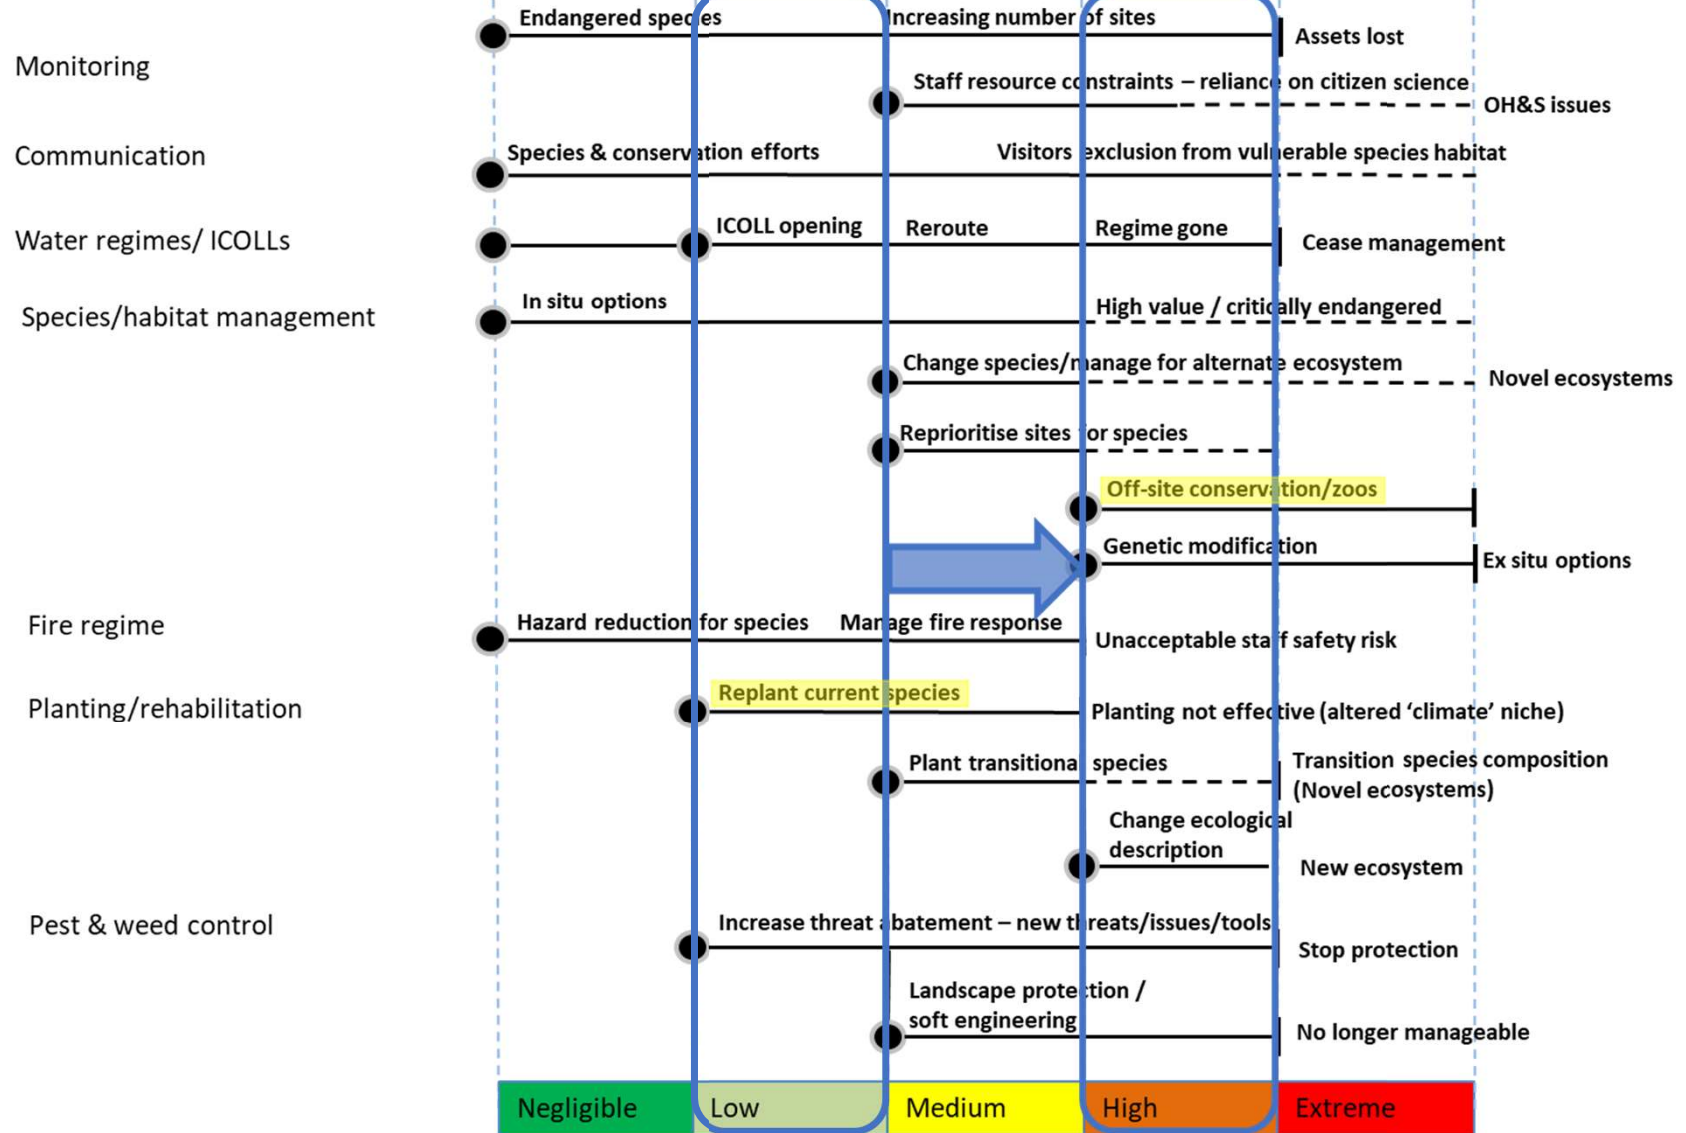 Endangered species
Increasing number of sites
Assets lost
Monitoring
Staff resource constraints – reliance on citizen science
OH&S issues
Communication
Species & conservation efforts
Visitors exclusion from vulnerable species habitat
Water regimes/ ICOLLs
ICOLL opening
Reroute
Regime gone
Cease management
Species/habitat management
In situ options
High value / critically endangered
Change species/manage for alternate ecosystem
Novel ecosystems
Reprioritise sites for species
Off-site conservation/zoos
Genetic modification
Ex situ options
Fire regime
Hazard reduction for species
Manage fire response
Unacceptable staff safety risk
Planting/rehabilitation
Replant current species
Planting not effective (altered ‘climate’ niche)
Plant transitional species
Transition species composition
(Novel ecosystems)
Change ecological
description
New ecosystem
Pest & weed control
Increase threat abatement – new threats/issues/tools
Stop protection
Landscape protection /
soft engineering
No longer manageable
Negligible
Low
Medium
High
Extreme